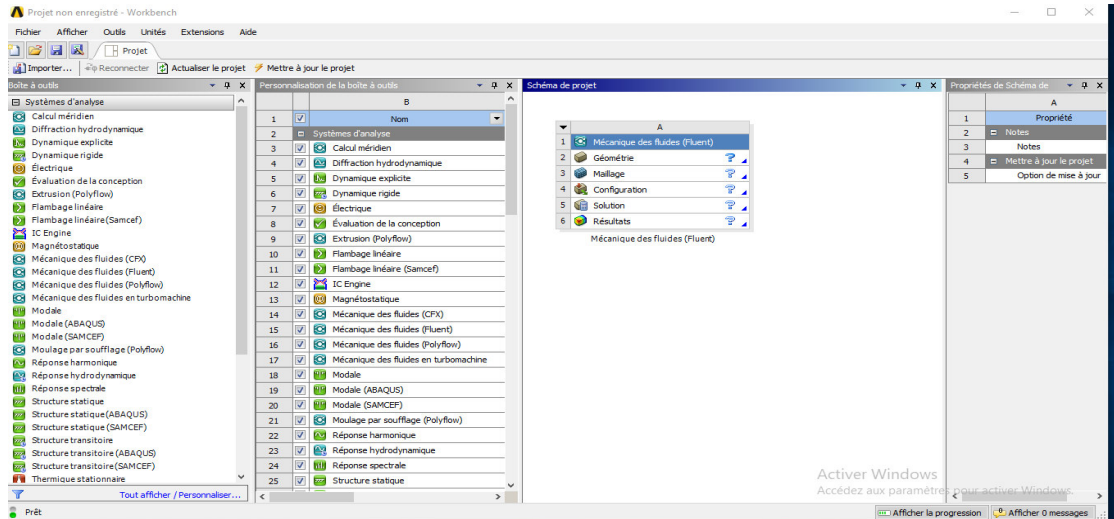 Projet non enregistré - Workbench
Fichier Afficher Outils Unités Extensions Aide
Projet
Importer... Reconnecter Actualiser le projet Mettre à jour le projet
Boîte à outils
Systèmes d'analyse
Calcul méridien
Diffraction hydrodynamique
Dynamique explicite
Dynamique rigide
Électrique
Évaluation de la conception
Extrusion (Polyflow)
Flambage linéaire
Flambage linéaire (Samcef)
IC Engine
Magnétostatique
Mécanique des fluides (CFX)
Mécanique des fluides (Fluent)
Mécanique des fluides (Polyflow)
Mécanique des fluides en turbomachine
Modale
Modale (ABAQUS)
Modale (SAMCEF)
Moulage par soufflage (Polyflow)
Réponse harmonique
Réponse hydrodynamique
Réponse spectrale
Structure statique
Structure statique (ABAQUS)
Structure statique (SAMCEF)
Structure transitoire
Structure transitoire (ABAQUS)
Structure transitoire (SAMCEF)
Thermique stationnaire
Tout afficher / Personnaliser...
Personnalisation de la boîte à outils
B
1 Nom
2 Systèmes d'analyse
3 Calcul méridien
4 Diffraction hydrodynamique
5 Dynamique explicite
6 Dynamique rigide
7 Électrique
8 Évaluation de la conception
9 Extrusion (Polyflow)
10 Flambage linéaire
11 Flambage linéaire (Samcef)
12 IC Engine
13 Magnétostatique
14 Mécanique des fluides (CFX)
15 Mécanique des fluides (Fluent)
16 Mécanique des fluides (Polyflow)
17 Mécanique des fluides en turbomachine
18 Modale
19 Modale (ABAQUS)
20 Modale (SAMCEF)
21 Moulage par soufflage (Polyflow)
22 Réponse harmonique
23 Réponse hydrodynamique
24 Réponse spectrale
25 Structure statique
Schéma de projet
A
1 Mécanique des fluides (Fluent)
2 Géométrie ?
3 Maillage ?
4 Configuration ?
5 Solution ?
6 Résultats ?
Mécanique des fluides (Fluent)
Propriétés de Schéma de
A
1 Propriété
2 Notes
3 Notes
4 Mettre à jour le projet
5 Option de mise à jour
Activer Windows
Accédez aux paramètres pour activer Windows.
Prêt
Afficher la progression Afficher 0 messages